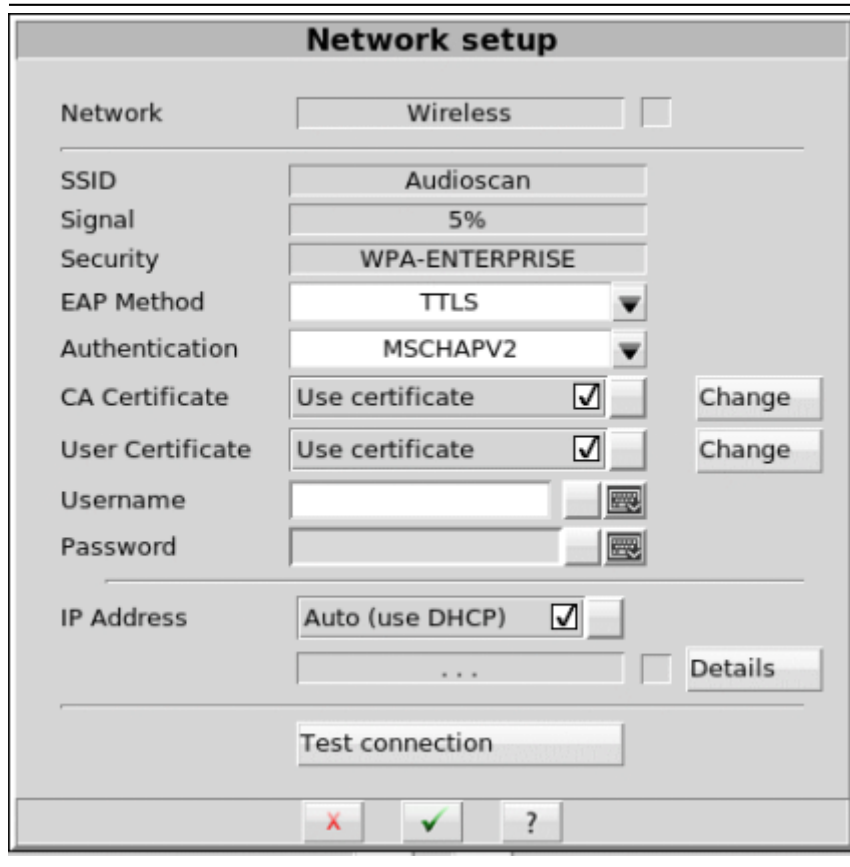 Network setup
Network Wireless
SSID Audioscan
Signal 5%
Security WPA-ENTERPRISE
EAP Method TTLS
Authentication MSCHAPV2
CA Certificate Use certificate Change
User Certificate Use certificate Change
Username
Password
IP Address Auto (use DHCP)
... Details
Test connection
X ?